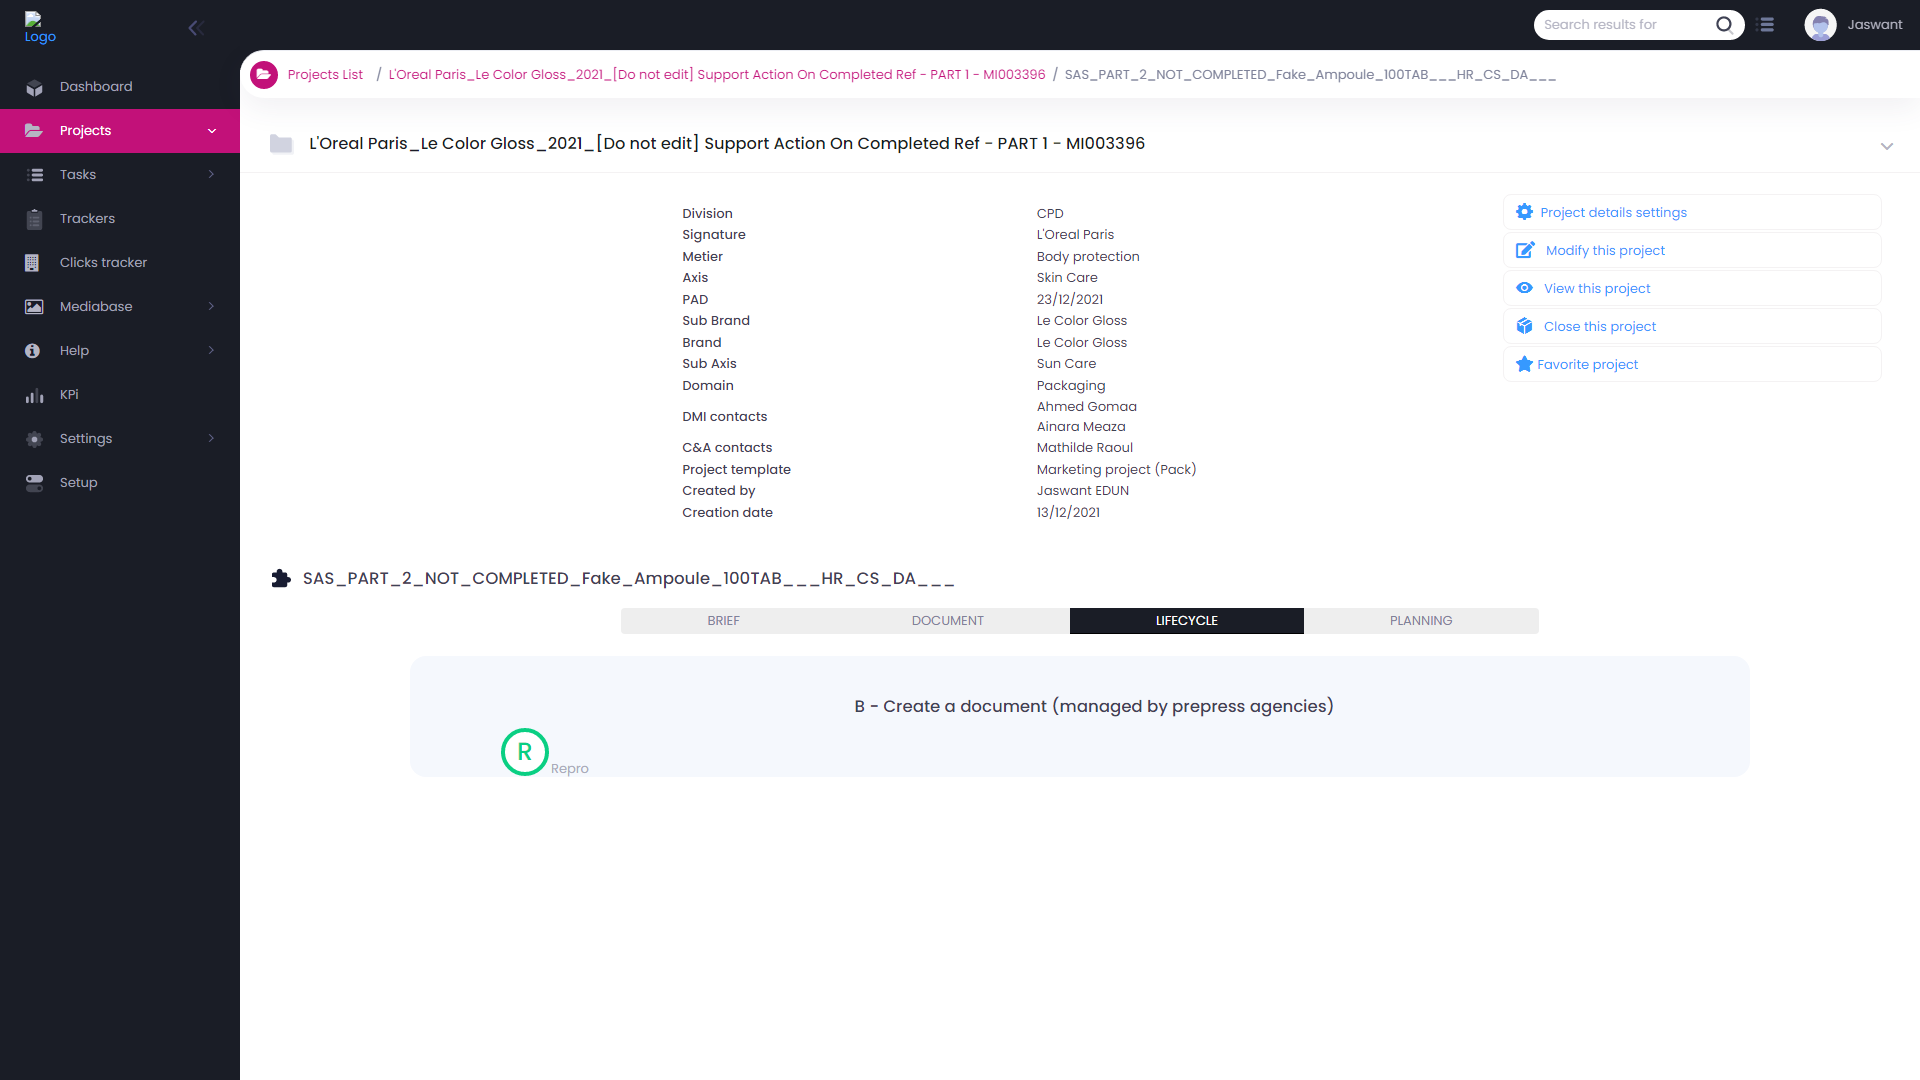 Logo
Search results for
Jaswant
Dashboard
Projects
Tasks
Trackers
Clicks tracker
Mediabase
Help
KPi
Settings
Setup
Projects List / L'Oreal Paris_Le Color Gloss_2021_[Do not edit] Support Action On Completed Ref - PART 1 - MI003396 / SAS_PART_2_NOT_COMPLETED_Fake_Ampoule_100TAB___HR_CS_DA___
L'Oreal Paris_Le Color Gloss_2021_[Do not edit] Support Action On Completed Ref - PART 1 - MI003396
Division CPD
Signature L'Oreal Paris
Metier Body protection
Axis Skin Care
PAD 23/12/2021
Sub Brand Le Color Gloss
Brand Le Color Gloss
Sub Axis Sun Care
Domain Packaging
DMI contacts Ahmed Gomaa
Ainara Meaza
C&A contacts Mathilde Raoul
Project template Marketing project (Pack)
Created by Jaswant EDUN
Creation date 13/12/2021
Project details settings
Modify this project
View this project
Close this project
Favorite project
SAS_PART_2_NOT_COMPLETED_Fake_Ampoule_100TAB___HR_CS_DA___
BRIEF DOCUMENT LIFECYCLE PLANNING
B - Create a document (managed by prepress agencies)
R Repro